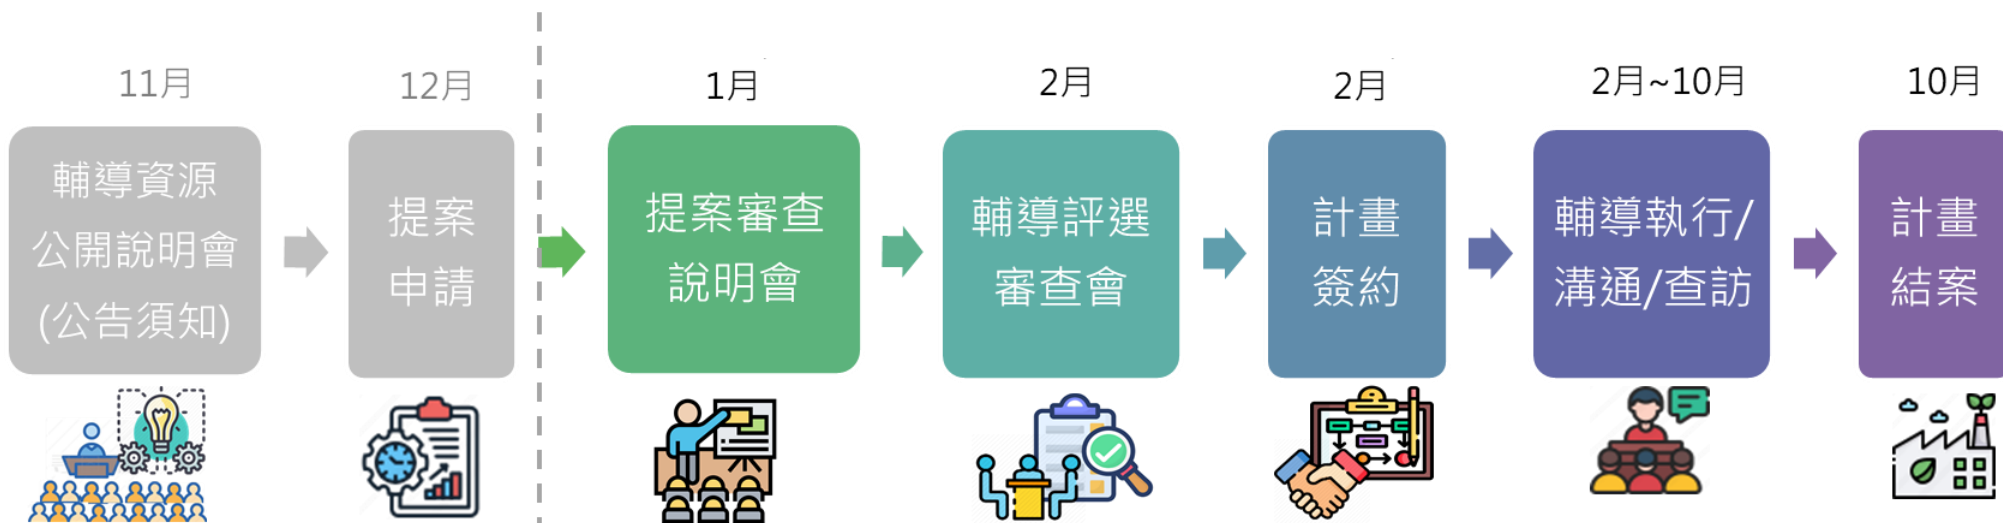 11月
輔導資源
公開說明會
(公告須知)
12月
提案
申請
1月
提案審查
說明會
2月
輔導評選
審查會
2月
計畫
簽約
2月~10月
輔導執行/
溝通/查訪
10月
計畫
結案